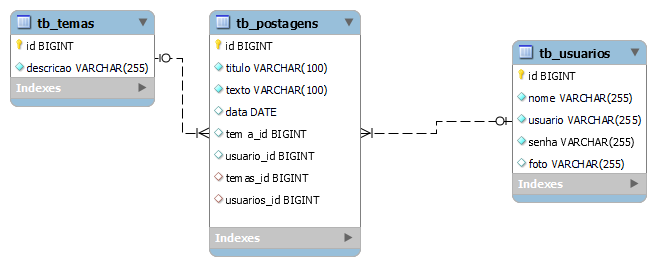 tb_temas
id BIGINT
descricao VARCHAR(255)
Indexes
tb_postagens
id BIGINT
titulo VARCHAR(100)
texto VARCHAR(100)
data DATE
tem a_id BIGINT
usuario_id BIGINT
temas_id BIGINT
usuarios_id BIGINT
Indexes
tb_usuarios
id BIGINT
nome VARCHAR(255)
usuario VARCHAR(255)
senha VARCHAR(255)
foto VARCHAR(255)
Indexes